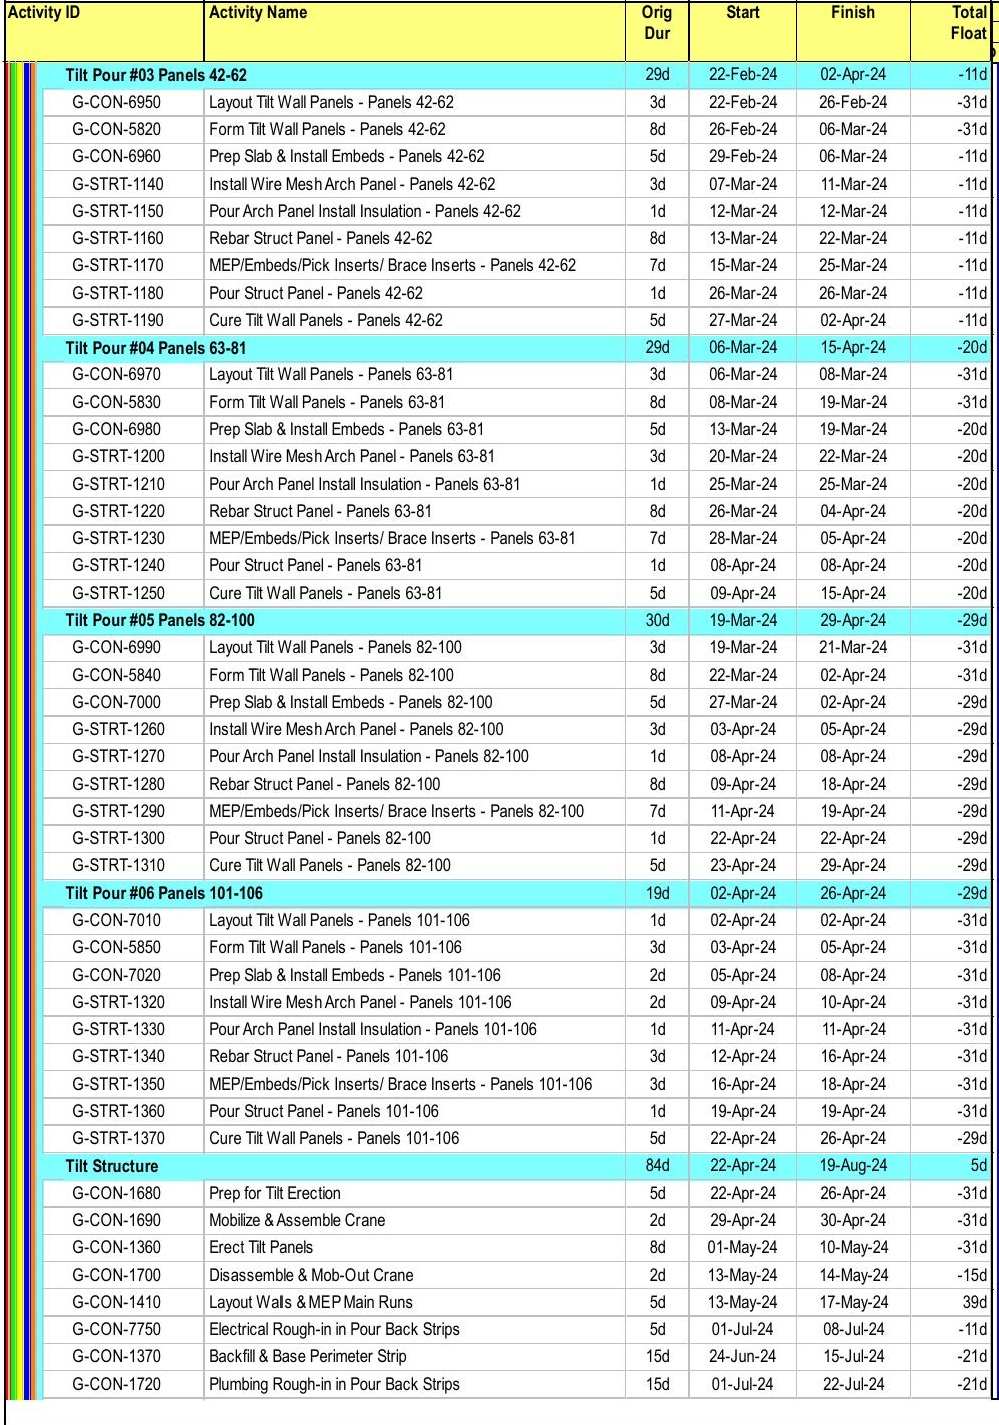 Activity ID Activity Name Orig Dur Start Finish Total Float
Tilt Pour #03 Panels 42-62 29d 22-Feb-24 02-Apr-24 -11d
G-CON-6950 Layout Tilt Wall Panels - Panels 42-62 3d 22-Feb-24 26-Feb-24 -31d
G-CON-5820 Form Tilt Wall Panels - Panels 42-62 8d 26-Feb-24 06-Mar-24 -31d
G-CON-6960 Prep Slab & Install Embeds - Panels 42-62 5d 29-Feb-24 06-Mar-24 -11d
G-STRT-1140 Install Wire Mesh Arch Panel - Panels 42-62 3d 07-Mar-24 11-Mar-24 -11d
G-STRT-1150 Pour Arch Panel Install Insulation - Panels 42-62 1d 12-Mar-24 12-Mar-24 -11d
G-STRT-1160 Rebar Struct Panel - Panels 42-62 8d 13-Mar-24 22-Mar-24 -11d
G-STRT-1170 MEP/Embeds/Pick Inserts/ Brace Inserts - Panels 42-62 7d 15-Mar-24 25-Mar-24 -11d
G-STRT-1180 Pour Struct Panel - Panels 42-62 1d 26-Mar-24 26-Mar-24 -11d
G-STRT-1190 Cure Tilt Wall Panels - Panels 42-62 5d 27-Mar-24 02-Apr-24 -11d
Tilt Pour #04 Panels 63-81 29d 06-Mar-24 15-Apr-24 -20d
G-CON-6970 Layout Tilt Wall Panels - Panels 63-81 3d 06-Mar-24 08-Mar-24 -31d
G-CON-5830 Form Tilt Wall Panels - Panels 63-81 8d 08-Mar-24 19-Mar-24 -31d
G-CON-6980 Prep Slab & Install Embeds - Panels 63-81 5d 13-Mar-24 19-Mar-24 -20d
G-STRT-1200 Install Wire Mesh Arch Panel - Panels 63-81 3d 20-Mar-24 22-Mar-24 -20d
G-STRT-1210 Pour Arch Panel Install Insulation - Panels 63-81 1d 25-Mar-24 25-Mar-24 -20d
G-STRT-1220 Rebar Struct Panel - Panels 63-81 8d 26-Mar-24 04-Apr-24 -20d
G-STRT-1230 MEP/Embeds/Pick Inserts/ Brace Inserts - Panels 63-81 7d 28-Mar-24 05-Apr-24 -20d
G-STRT-1240 Pour Struct Panel - Panels 63-81 1d 08-Apr-24 08-Apr-24 -20d
G-STRT-1250 Cure Tilt Wall Panels - Panels 63-81 5d 09-Apr-24 15-Apr-24 -20d
Tilt Pour #05 Panels 82-100 30d 19-Mar-24 29-Apr-24 -29d
G-CON-6990 Layout Tilt Wall Panels - Panels 82-100 3d 19-Mar-24 21-Mar-24 -31d
G-CON-5840 Form Tilt Wall Panels - Panels 82-100 8d 22-Mar-24 02-Apr-24 -31d
G-CON-7000 Prep Slab & Install Embeds - Panels 82-100 5d 27-Mar-24 02-Apr-24 -29d
G-STRT-1260 Install Wire Mesh Arch Panel - Panels 82-100 3d 03-Apr-24 05-Apr-24 -29d
G-STRT-1270 Pour Arch Panel Install Insulation - Panels 82-100 1d 08-Apr-24 08-Apr-24 -29d
G-STRT-1280 Rebar Struct Panel - Panels 82-100 8d 09-Apr-24 18-Apr-24 -29d
G-STRT-1290 MEP/Embeds/Pick Inserts/ Brace Inserts - Panels 82-100 7d 11-Apr-24 19-Apr-24 -29d
G-STRT-1300 Pour Struct Panel - Panels 82-100 1d 22-Apr-24 22-Apr-24 -29d
G-STRT-1310 Cure Tilt Wall Panels - Panels 82-100 5d 23-Apr-24 29-Apr-24 -29d
Tilt Pour #06 Panels 101-106 19d 02-Apr-24 26-Apr-24 -29d
G-CON-7010 Layout Tilt Wall Panels - Panels 101-106 1d 02-Apr-24 02-Apr-24 -31d
G-CON-5850 Form Tilt Wall Panels - Panels 101-106 3d 03-Apr-24 05-Apr-24 -31d
G-CON-7020 Prep Slab & Install Embeds - Panels 101-106 2d 05-Apr-24 08-Apr-24 -31d
G-STRT-1320 Install Wire Mesh Arch Panel - Panels 101-106 2d 09-Apr-24 10-Apr-24 -31d
G-STRT-1330 Pour Arch Panel Install Insulation - Panels 101-106 1d 11-Apr-24 11-Apr-24 -31d
G-STRT-1340 Rebar Struct Panel - Panels 101-106 3d 12-Apr-24 16-Apr-24 -31d
G-STRT-1350 MEP/Embeds/Pick Inserts/ Brace Inserts - Panels 101-106 3d 16-Apr-24 18-Apr-24 -31d
G-STRT-1360 Pour Struct Panel - Panels 101-106 1d 19-Apr-24 19-Apr-24 -31d
G-STRT-1370 Cure Tilt Wall Panels - Panels 101-106 5d 22-Apr-24 26-Apr-24 -29d
Tilt Structure 84d 22-Apr-24 19-Aug-24 5d
G-CON-1680 Prep for Tilt Erection 5d 22-Apr-24 26-Apr-24 -31d
G-CON-1690 Mobilize & Assemble Crane 2d 29-Apr-24 30-Apr-24 -31d
G-CON-1360 Erect Tilt Panels 8d 01-May-24 10-May-24 -31d
G-CON-1700 Disassemble & Mob-Out Crane 2d 13-May-24 14-May-24 -15d
G-CON-1410 Layout Walls & MEP Main Runs 5d 13-May-24 17-May-24 39d
G-CON-7750 Electrical Rough-in in Pour Back Strips 5d 01-Jul-24 08-Jul-24 -11d
G-CON-1370 Backfill & Base Perimeter Strip 15d 24-Jun-24 15-Jul-24 -21d
G-CON-1720 Plumbing Rough-in in Pour Back Strips 15d 01-Jul-24 22-Jul-24 -21d